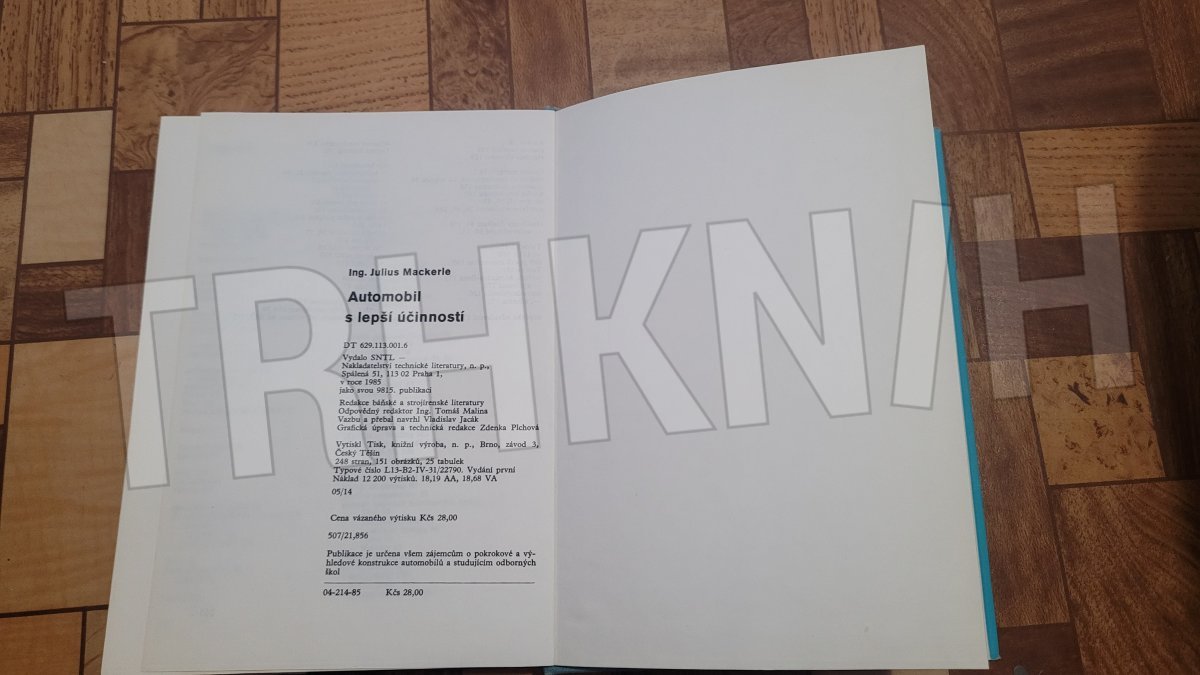 Ing. Julius Mackerle
Automobil
s lepší účinností
DT 629.113.001.6
Vydalo SNTL —
Nakladatelství technické literatury, n. p.,
Spálená 51, 113 02 Praha 1,
v roce 1985
jako svou 9815. publikaci
Redakce báňské a strojírenské literatury
Odpovědný redaktor Ing. Tomáš Malina
Vazbu a přebal navrhl Vladislav Jacák
Grafická úprava a technická redakce Zdenka Plchová
Vytiskl Tisk, knižní výroba, n. p., Brno, závod 3,
Český Těšín
248 stran, 151 obrázků, 25 tabulek
Typové číslo L13-B2-IV-31/22790. Vydání první
Náklad 12 200 výtisků. 18,19 AA, 18,68 VA
05/14
Cena vázaného výtisku Kčs 28,00
507/21,856
Publikace je určena všem zájemcům o pokrokové a vý-
hledové konstrukce automobilů a studujícím odborných
škol
04-214-85 Kčs 28,00
TRHKNIH